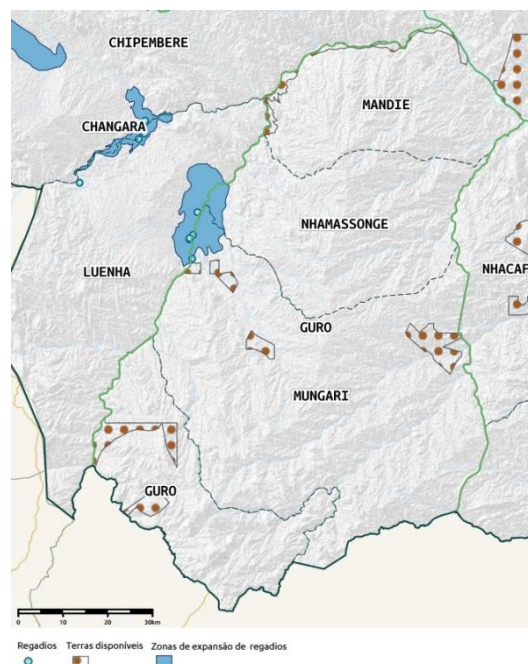 CHIPEMBERE
MANDIE
CHANGARA
NHAMASSONGE
LUENHA
NHACAF
GURO
MUNGARI
GURO
0 10 20 30km
Regadios Terras disponíveis Zonas de expansão de regadios